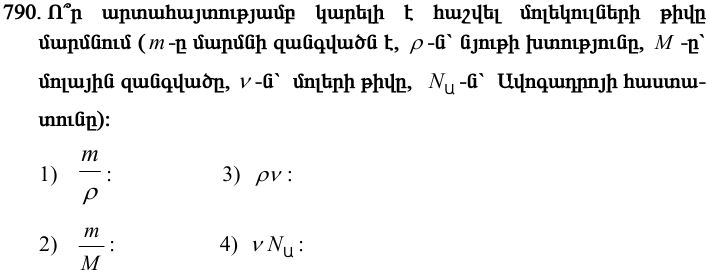 790. Ո՞ր արտահայտությամբ կարելի է հաշվել մոլեկուլների թիվը
մարմնում (m-ը մարմնի զանգվածն է, ρ-ն՝ նյութի խտությունը, M-ը՝
մոլային զանգվածը, ν-ն՝ մոլերի թիվը, Nա-ն՝ Ավոգադրոյի հաստա-
տունը):
1) m/ρ : 3) ρν :
2) m/M : 4) νNա :